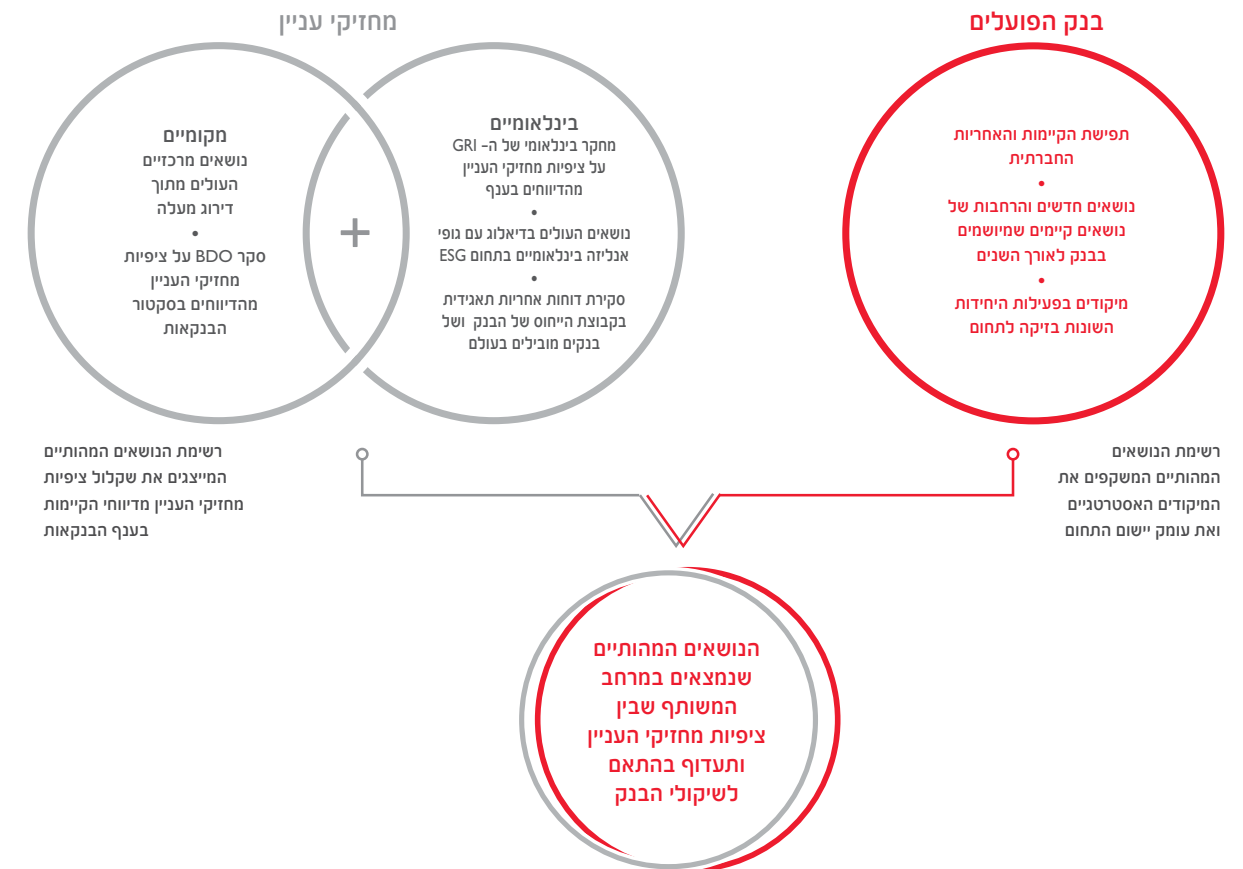 בנק הפועלים
תפישת הקיימות והאחריות
החברתית
•
נושאים חדשים והרחבות של
נושאים קיימים שמיושמים
בבנק לאורך השנים
•
מיקודים בפעילות היחידות
השונות בזיקה לתחום
רשימת הנושאים
המהותיים המשקפים את
המיקודים האסטרטגיים
ואת עומק יישום התחום
מחזיקי עניין
בינלאומיים
מחקר בינלאומי של ה- GRI
על ציפיות מחזיקי העניין
מהדיווחים בענף
•
נושאים העולים בדיאלוג עם גופי
אנליזה בינלאומיים בתחום ESG
•
סקירת דוחות אחריות תאגידית
בקבוצת הייחוס של הבנק ושל
בנקים מובילים בעולם
+
מקומיים
נושאים מרכזיים
העולים מתוך
דירוג מעלה
•
סקר BDO על ציפיות
מחזיקי העניין
מהדיווחים בסקטור
הבנקאות
רשימת הנושאים המהותיים
המייצגים את שקלול ציפיות
מחזיקי העניין מדיווחי הקיימות
בענף הבנקאות
הנושאים המהותיים
שנמצאים במרחב
המשותף שבין
ציפיות מחזיקי העניין
ותעדוף בהתאם
לשיקולי הבנק